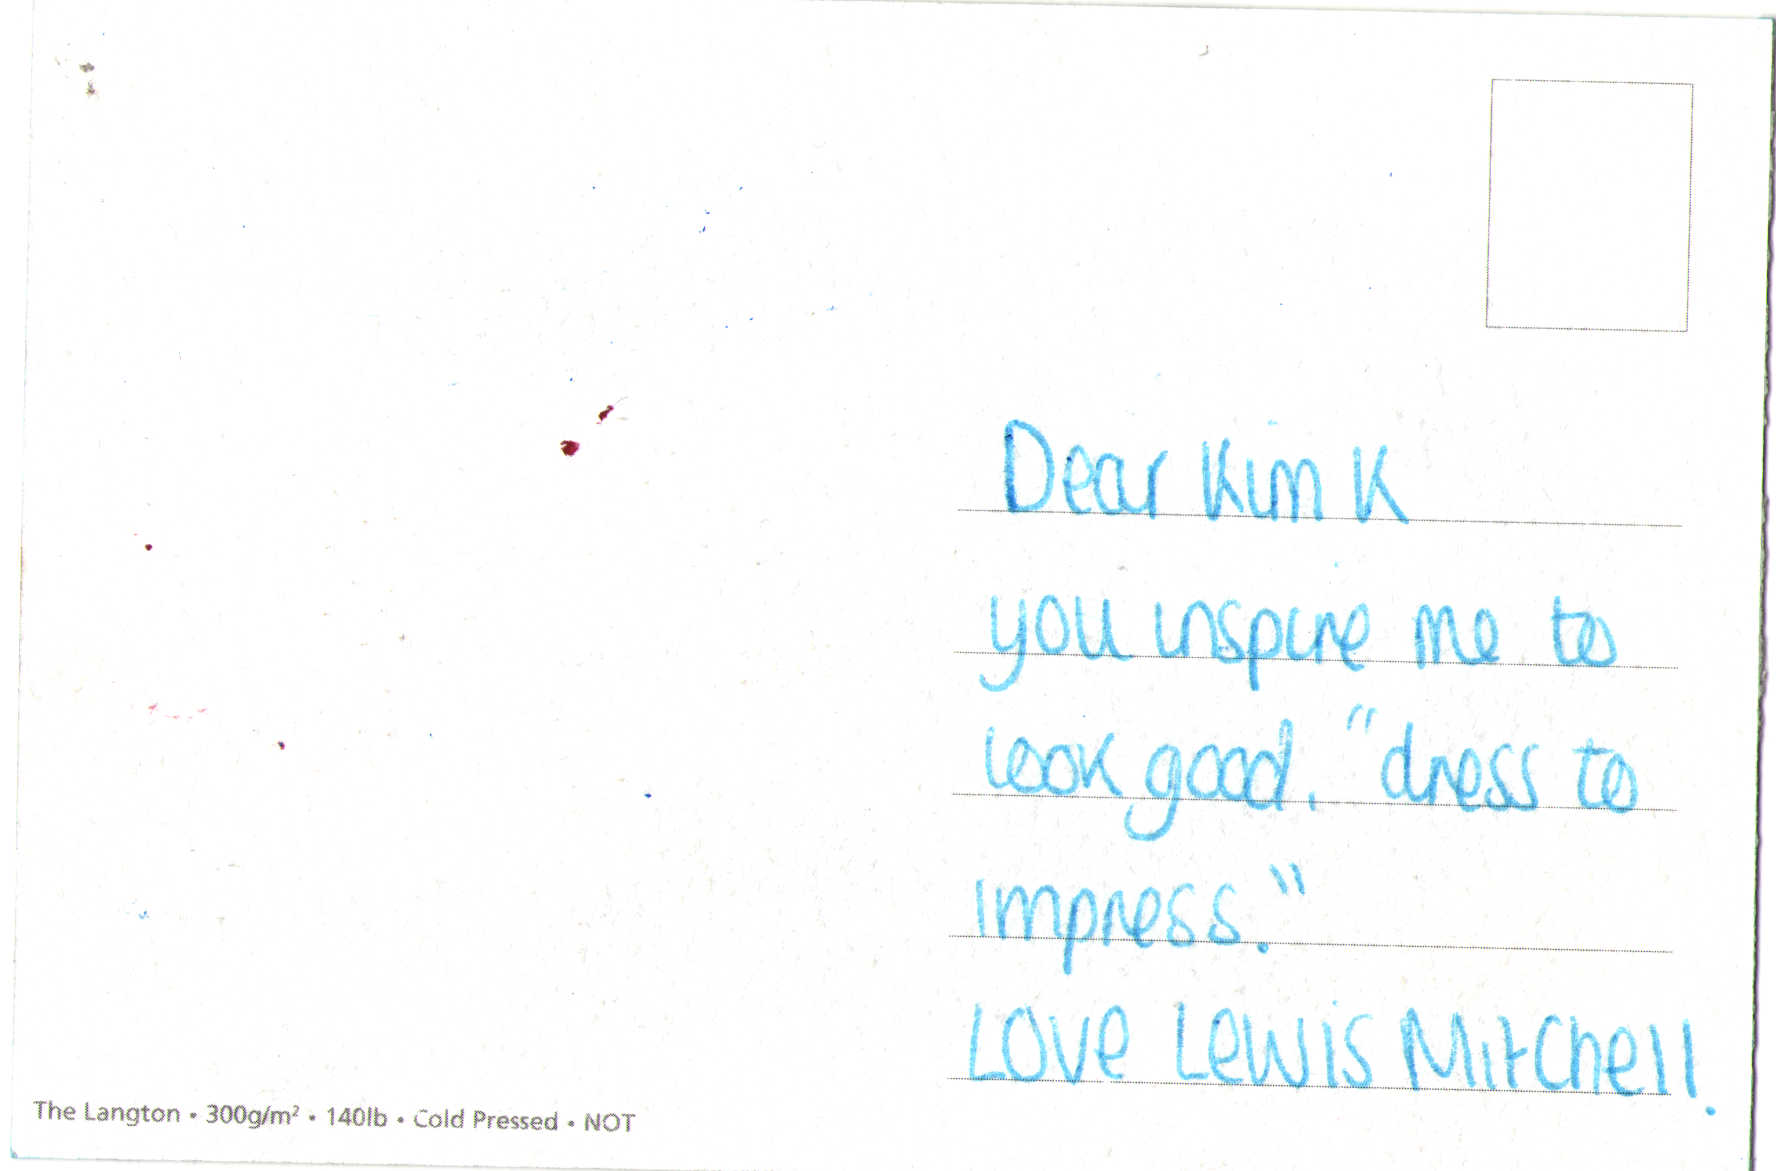 Dear Kim K
you inspire me to
look good. "dress to
impress."
Love Lewis Mitchell.
The Langton • 300g/m² • 140lb • Cold Pressed • NOT